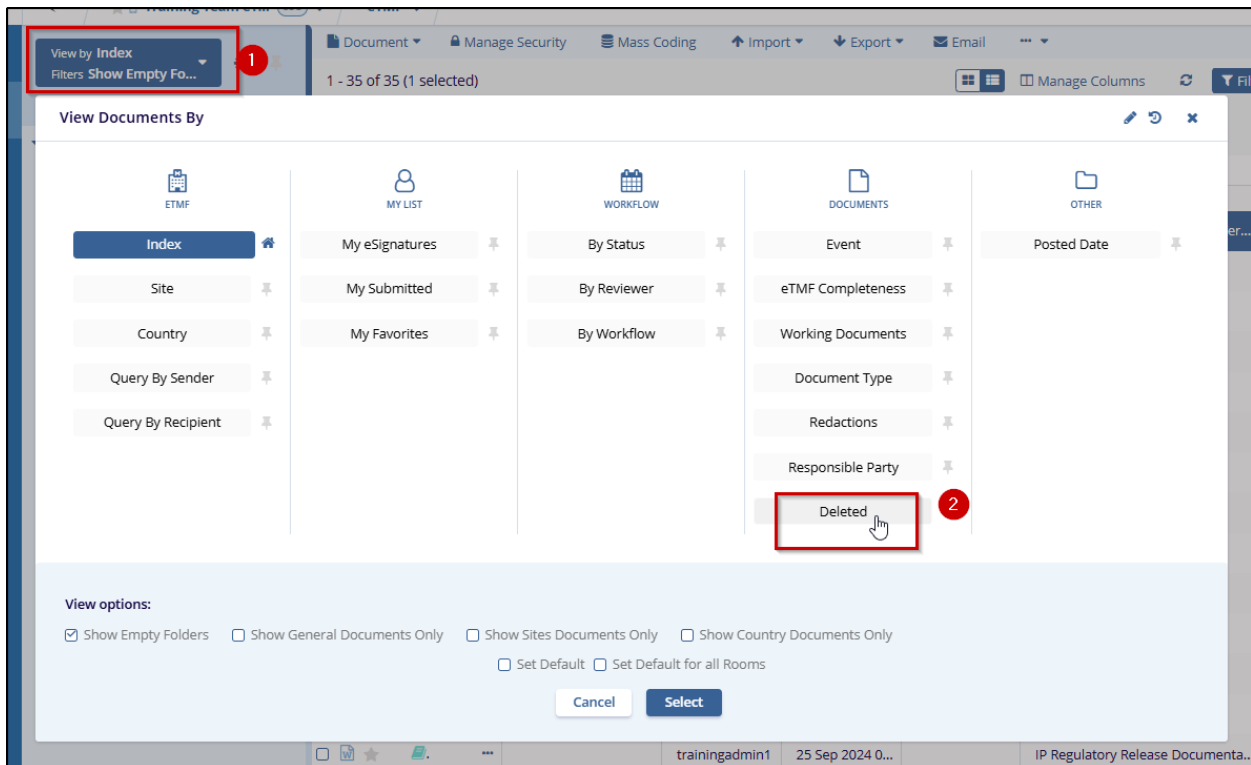 Training Team eTMF
eTMF
View by Index
Filters Show Empty Fo...
1
Document
Manage Security
Mass Coding
Import
Export
Email
1 - 35 of 35 (1 selected)
Manage Columns
Fil
View Documents By
ETMF
MY LIST
WORKFLOW
DOCUMENTS
OTHER
Index
My eSignatures
By Status
Event
Posted Date
er...
Site
My Submitted
By Reviewer
eTMF Completeness
Country
My Favorites
By Workflow
Working Documents
Query By Sender
Document Type
Query By Recipient
Redactions
Responsible Party
Deleted
2
View options:
Show Empty Folders
Show General Documents Only
Show Sites Documents Only
Show Country Documents Only
Set Default
Set Default for all Rooms
Cancel
Select
trainingadmin1
25 Sep 2024 0...
IP Regulatory Release Documenta...